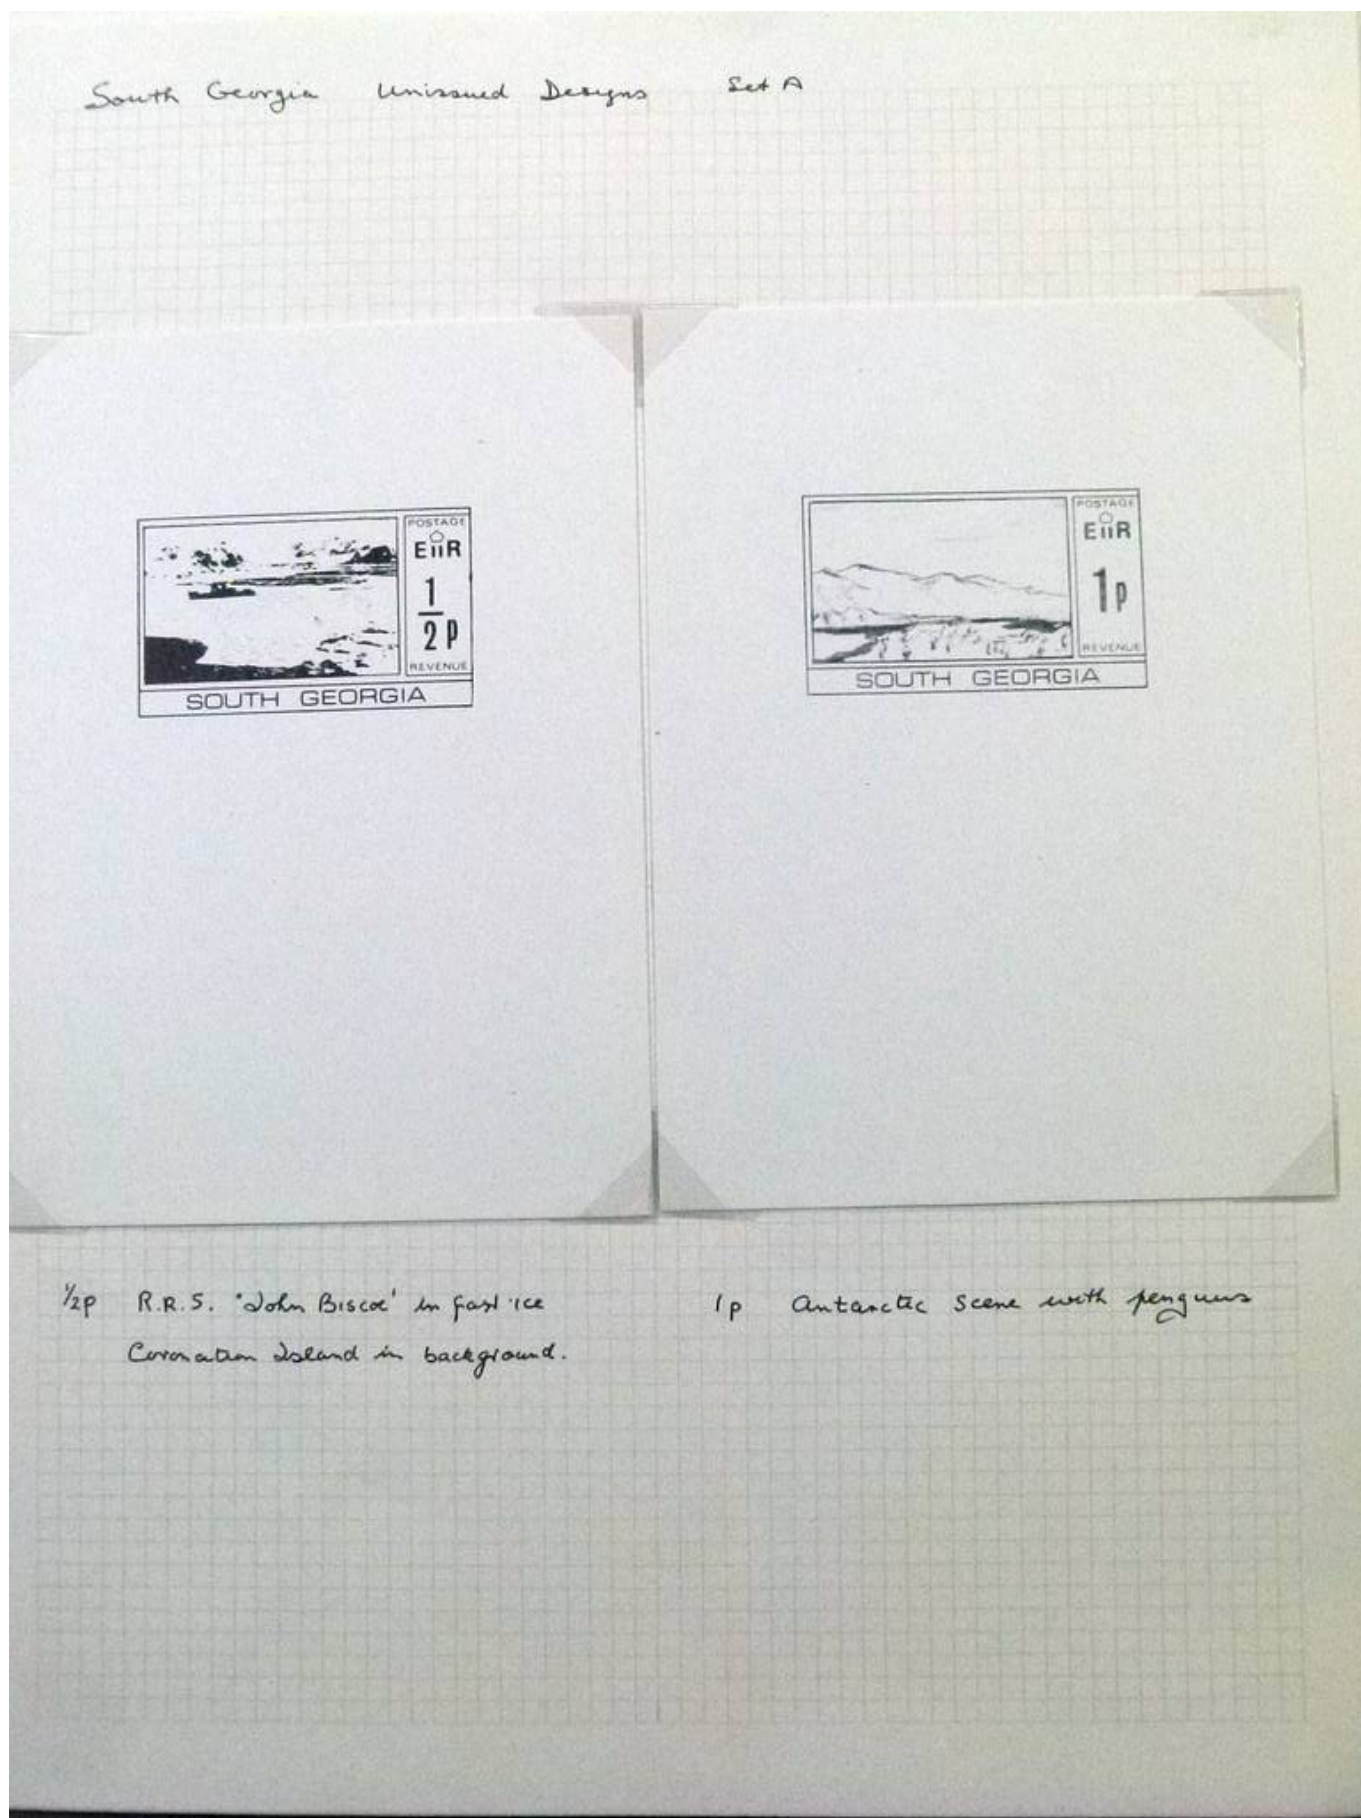 South Georgia Unissued Designs Set A
POSTAGE
EiiR
1/2 P
REVENUE
SOUTH GEORGIA
POSTAGE
EiiR
1P
REVENUE
SOUTH GEORGIA
1/2p R.R.S. 'John Biscoe' in fast ice
Coronation Island in background.
1p Antarctic Scene with penguins